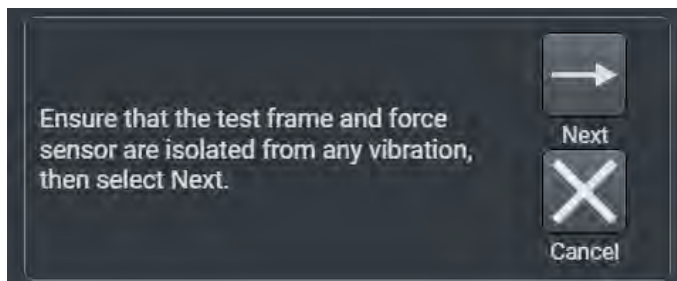 Ensure that the test frame and force
sensor are isolated from any vibration,
then select Next.
Next
Cancel